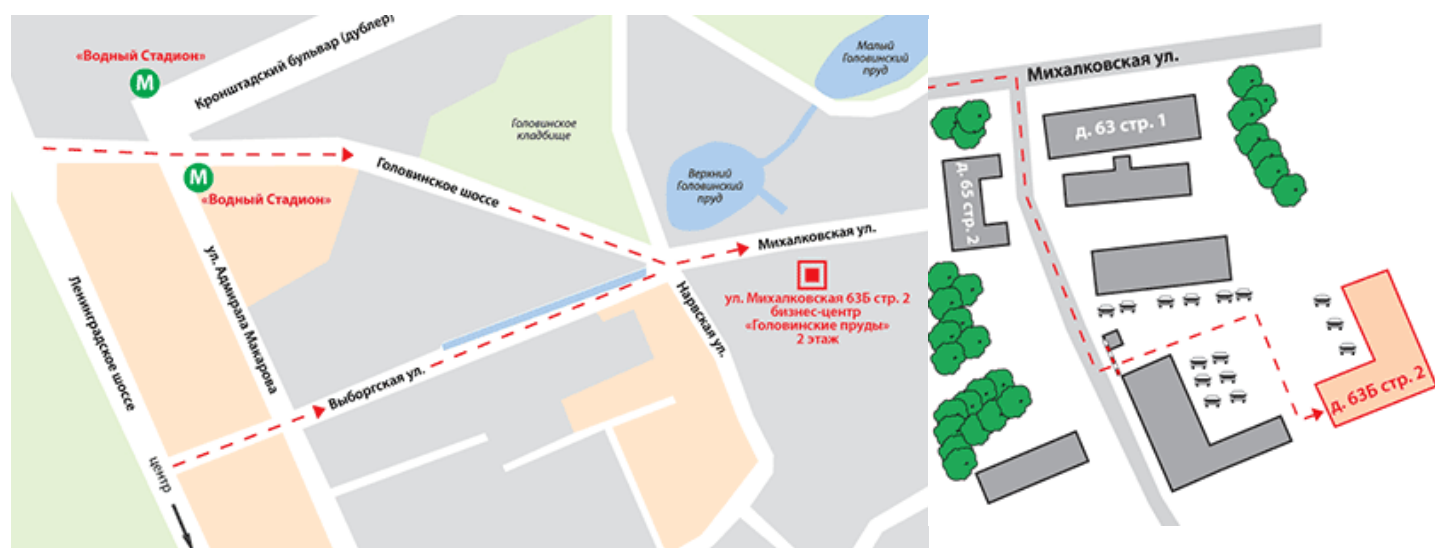 «Водный Стадион»
М
Кронштадский бульвар (дублер)
Малый
Головинский
пруд
Головинское
кладбище
М
«Водный Стадион»
Головинское шоссе
Верхний
Головинский
пруд
Михалковская ул.
ул. Михалковская 63Б стр. 2
бизнес-центр
«Головинские пруды»
2 этаж
Нарвская ул.
ул. Адмирала Макарова
Ленинградское шоссе
Выборгская ул.
центр
Михалковская ул.
д. 63 стр. 1
д. 65 стр. 2
д. 63Б стр. 2